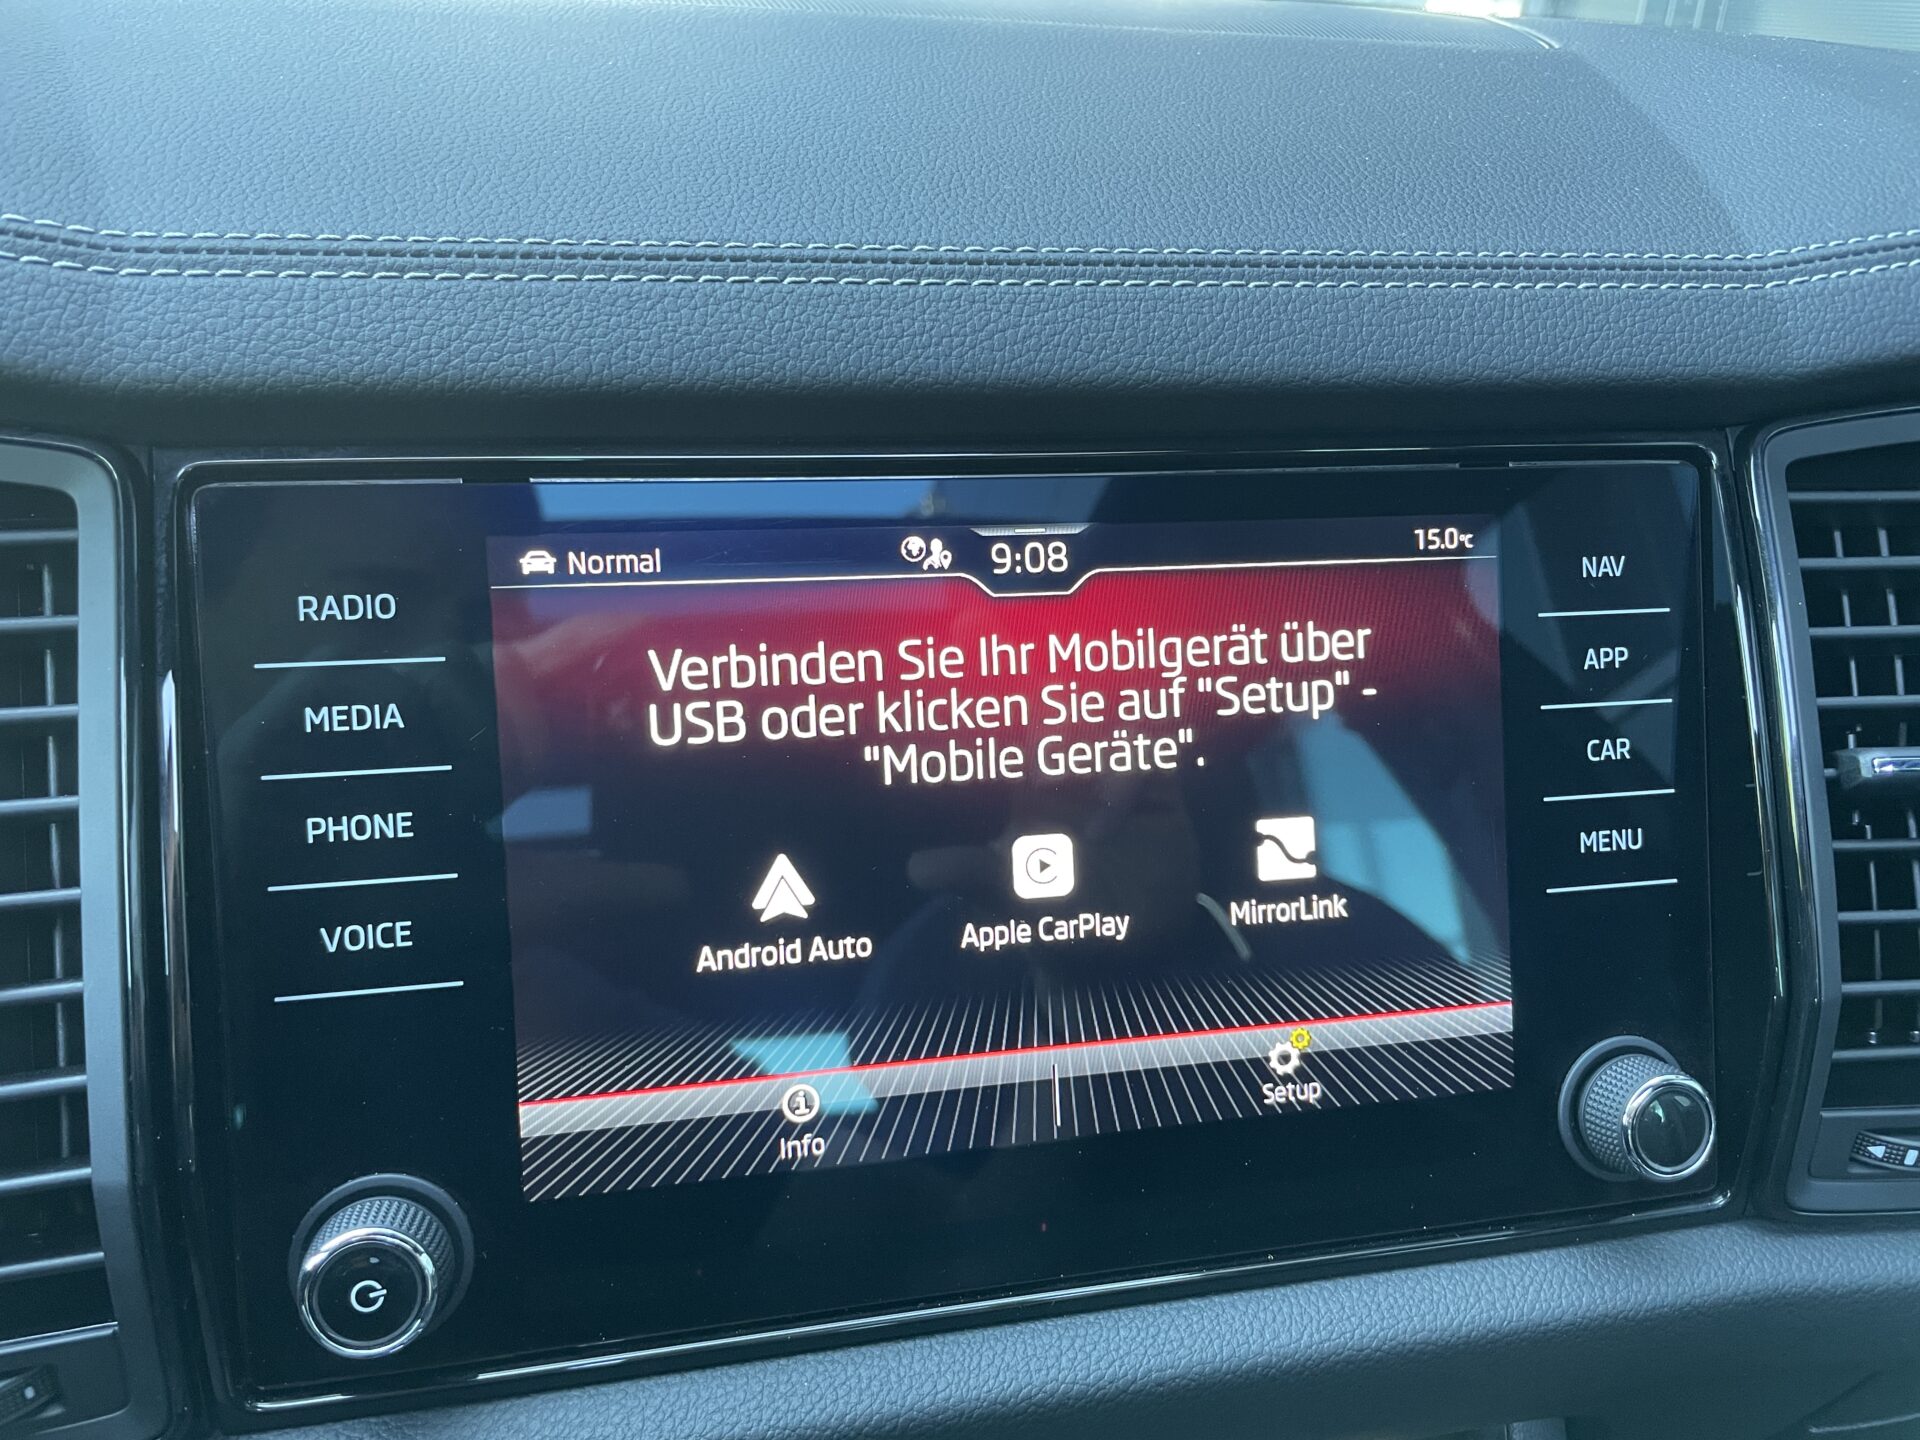 Normal
9:08
15.0°C
RADIO
MEDIA
PHONE
VOICE
Verbinden Sie Ihr Mobilgerät über
USB oder klicken Sie auf "Setup" -
"Mobile Geräte".
Android Auto
Apple CarPlay
MirrorLink
Info
Setup
NAV
APP
CAR
MENU